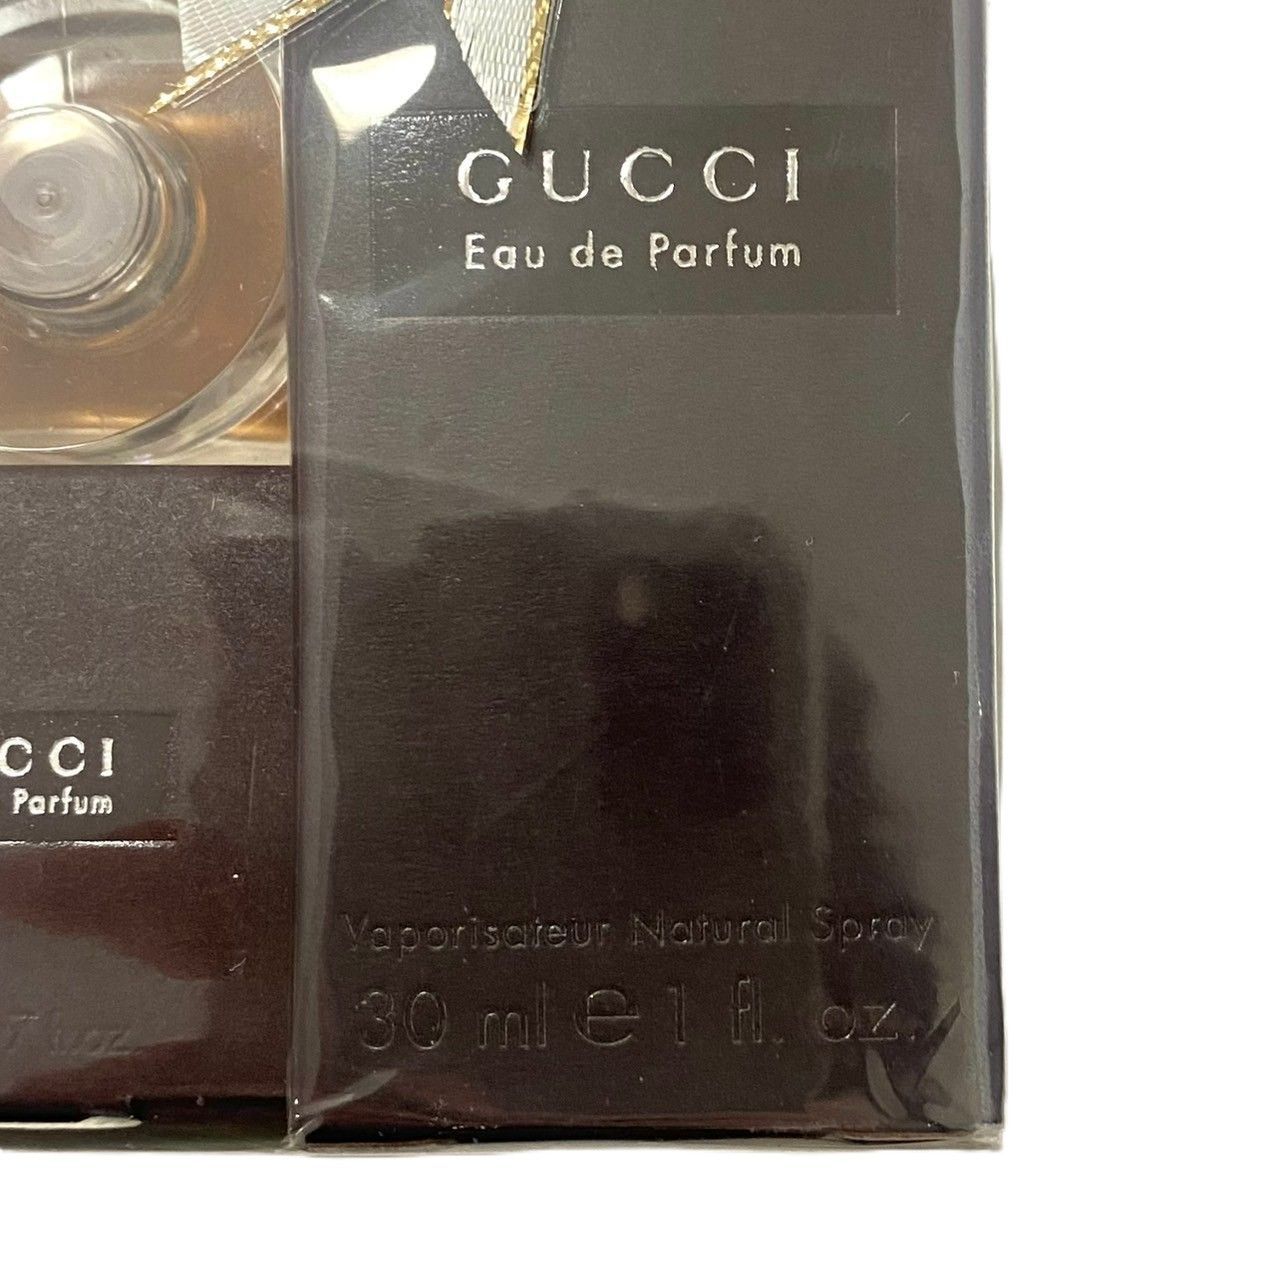 GUCCI
Eau de Parfum
CCI
Parfum
Vaporisateur Natural Spray
30 ml e 1 fl. oz.